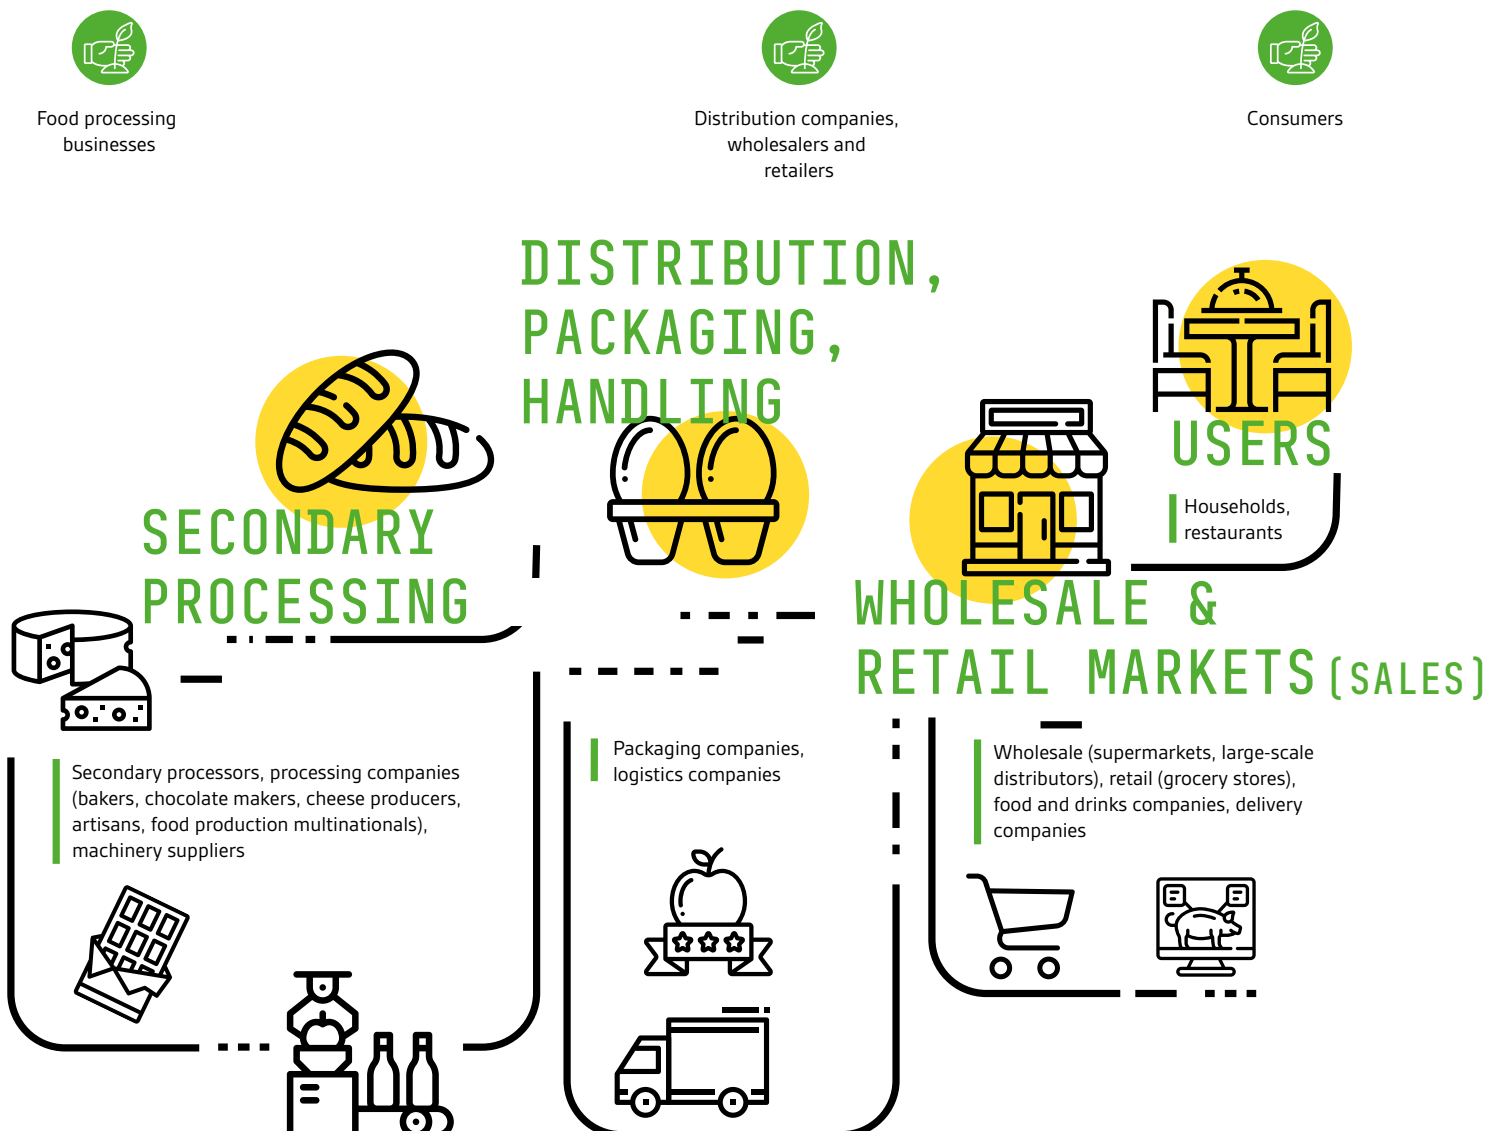 Food processing
businesses
Distribution companies,
wholesalers and
retailers
Consumers
DISTRIBUTION,
PACKAGING,
HANDLING
USERS
Households,
restaurants
SECONDARY
PROCESSING
WHOLESALE &
RETAIL MARKETS (SALES)
Secondary processors, processing companies
(bakers, chocolate makers, cheese producers,
artisans, food production multinationals),
machinery suppliers
Packaging companies,
logistics companies
Wholesale (supermarkets, large-scale
distributors), retail (grocery stores),
food and drinks companies, delivery
companies